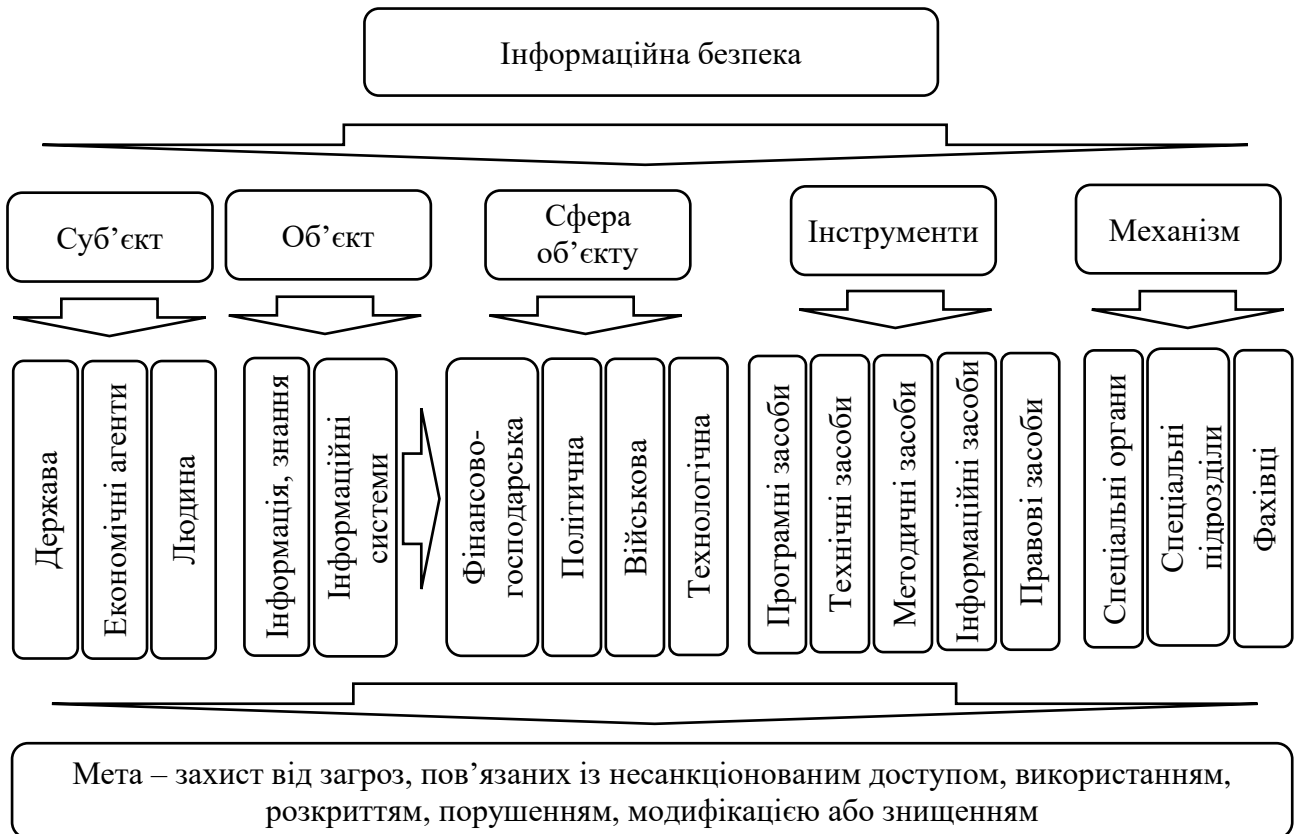 Інформаційна безпека
Суб’єкт
Об’єкт
Сфера
об’єкту
Інструменти
Механізм
Держава
Економічні агенти
Людина
Інформація, знання
Інформаційні
системи
Фінансово-
господарська
Політична
Військова
Технологічна
Програмні засоби
Технічні засоби
Методичні засоби
Інформаційні засоби
Правові засоби
Спеціальні органи
Спеціальні
підрозділи
Фахівці
Мета – захист від загроз, пов’язаних із несанкціонованим доступом, використанням,
розкриттям, порушенням, модифікацією або знищенням